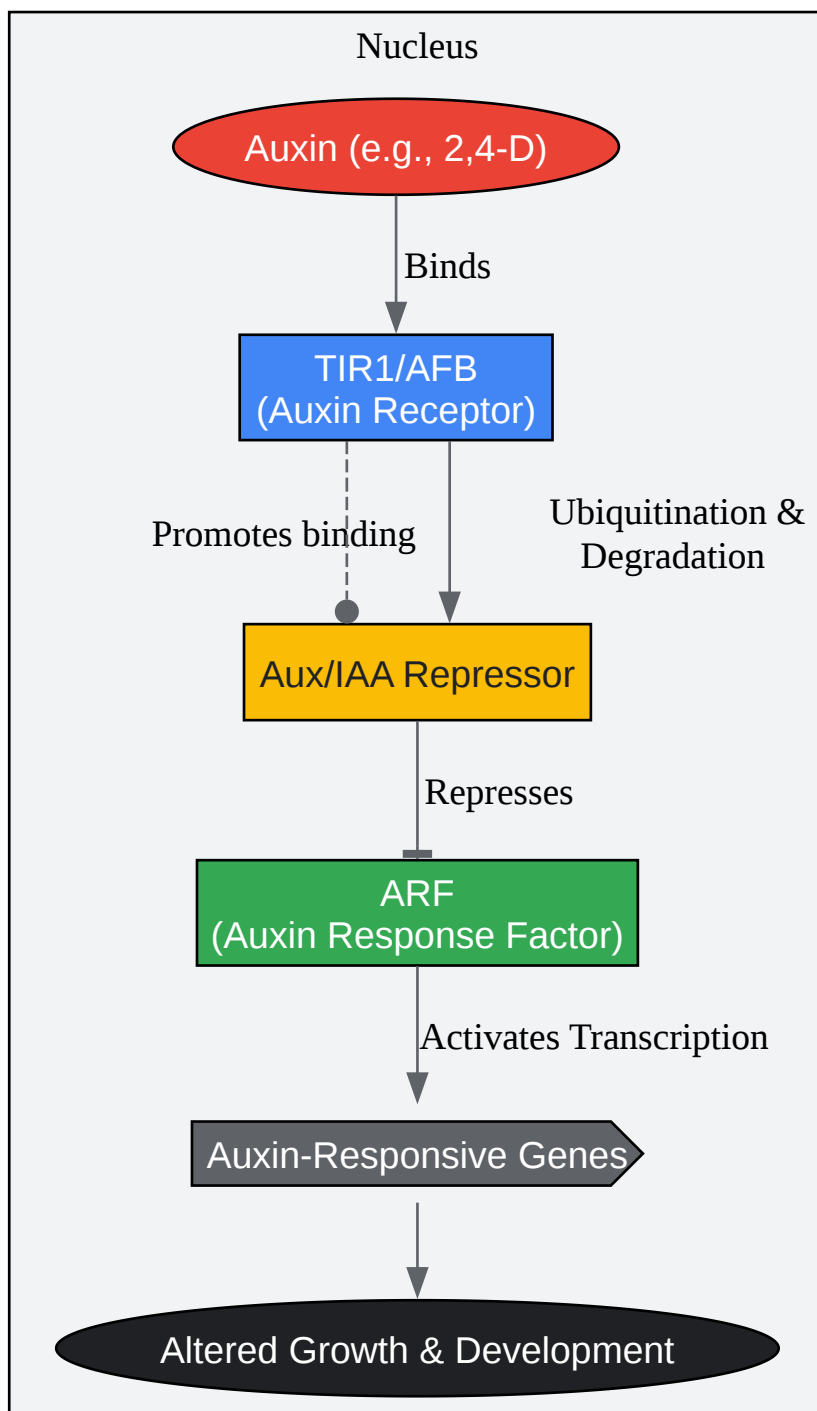 Nucleus
Auxin (e.g., 2,4-D)
Binds
TIR1/AFB
(Auxin Receptor)
Promotes binding
Ubiquitination &
Degradation
Aux/IAA Repressor
Represses
ARF
(Auxin Response Factor)
Activates Transcription
Auxin-Responsive Genes
Altered Growth & Development